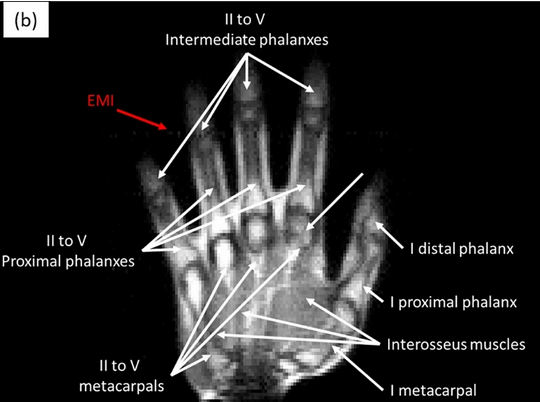 (b)
II to V
Intermediate phalanxes
EMI
II to V
Proximal phalanxes
I distal phalanx
I proximal phalanx
Interosseus muscles
II to V
metacarpals
I metacarpal